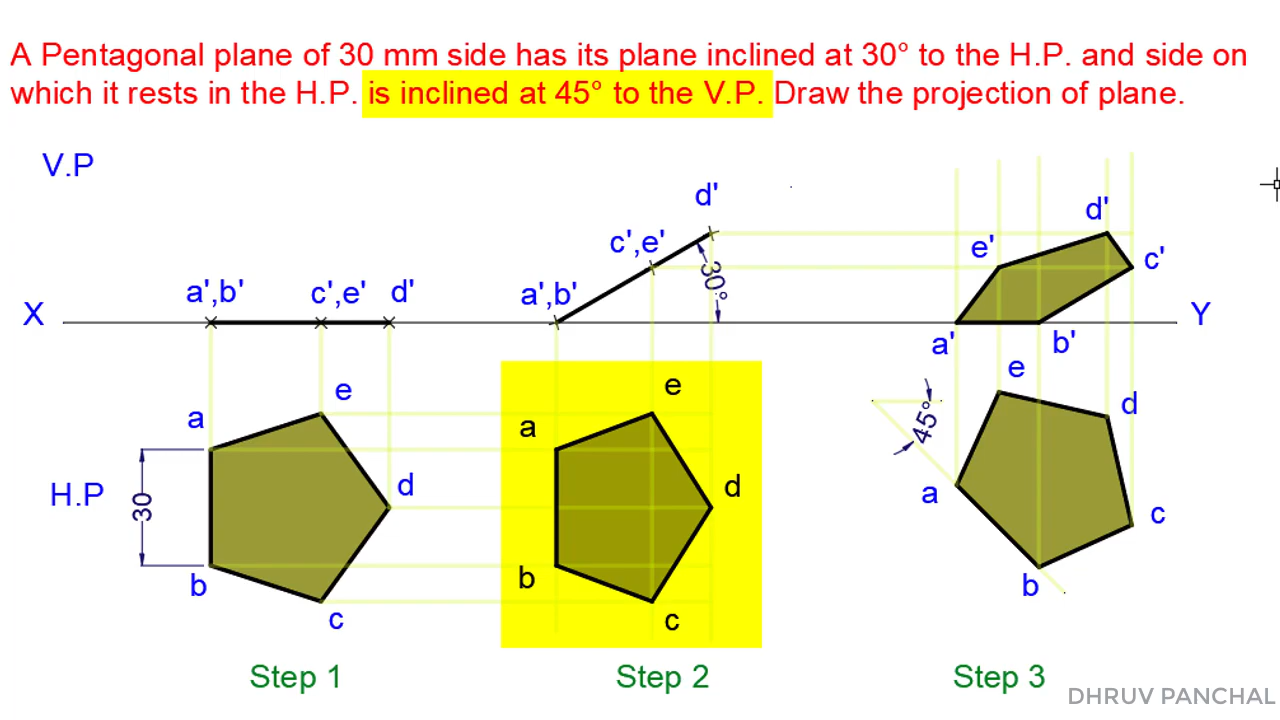 A Pentagonal plane of 30 mm side has its plane inclined at 30° to the H.P. and side on
which it rests in the H.P. is inclined at 45° to the V.P. Draw the projection of plane.
V.P
d'
d'
c',e'
e'
c'
30°
a',b'
c',e'
d'
a',b'
X
Y
a'
b'
e
e
e
a
a
d
45°
H.P
30
d
d
a
c
b
b
b
c
c
Step 1
Step 2
Step 3
DHRUV PANCHAL